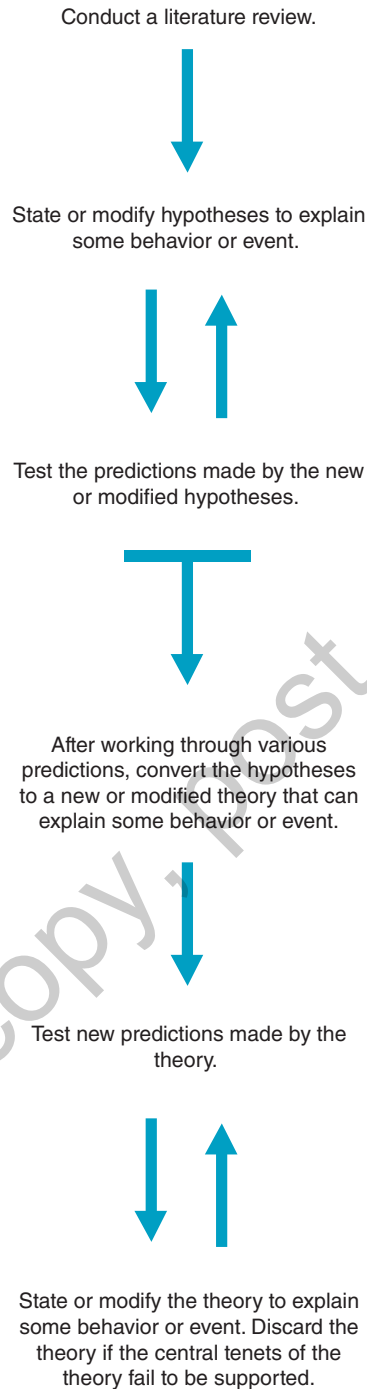 Conduct a literature review.
State or modify hypotheses to explain
some behavior or event.
Test the predictions made by the new
or modified hypotheses.
After working through various
predictions, convert the hypotheses
to a new or modified theory that can
explain some behavior or event.
copy, post
Test new predictions made by the
theory.
State or modify the theory to explain
some behavior or event. Discard the
theory if the central tenets of the
theory fail to be supported.